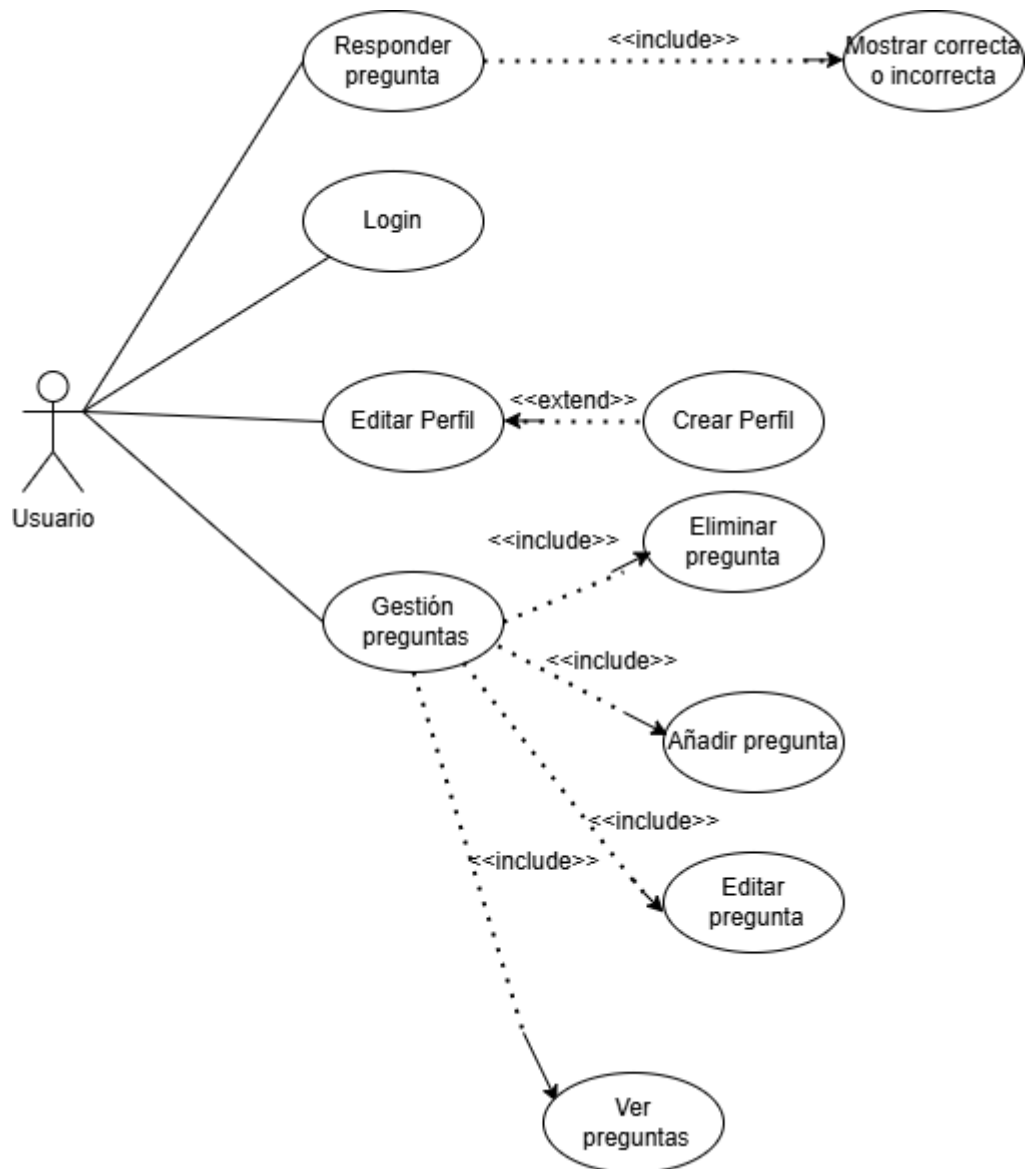 Responder
pregunta
<<include>>
Mostrar correcta
o incorrecta
Login
Editar Perfil
<<extend>>
Crear Perfil
Usuario
<<include>>
Eliminar
pregunta
Gestión
preguntas
<<include>>
Añadir pregunta
<<include>>
Editar
pregunta
<<include>>
Ver
preguntas